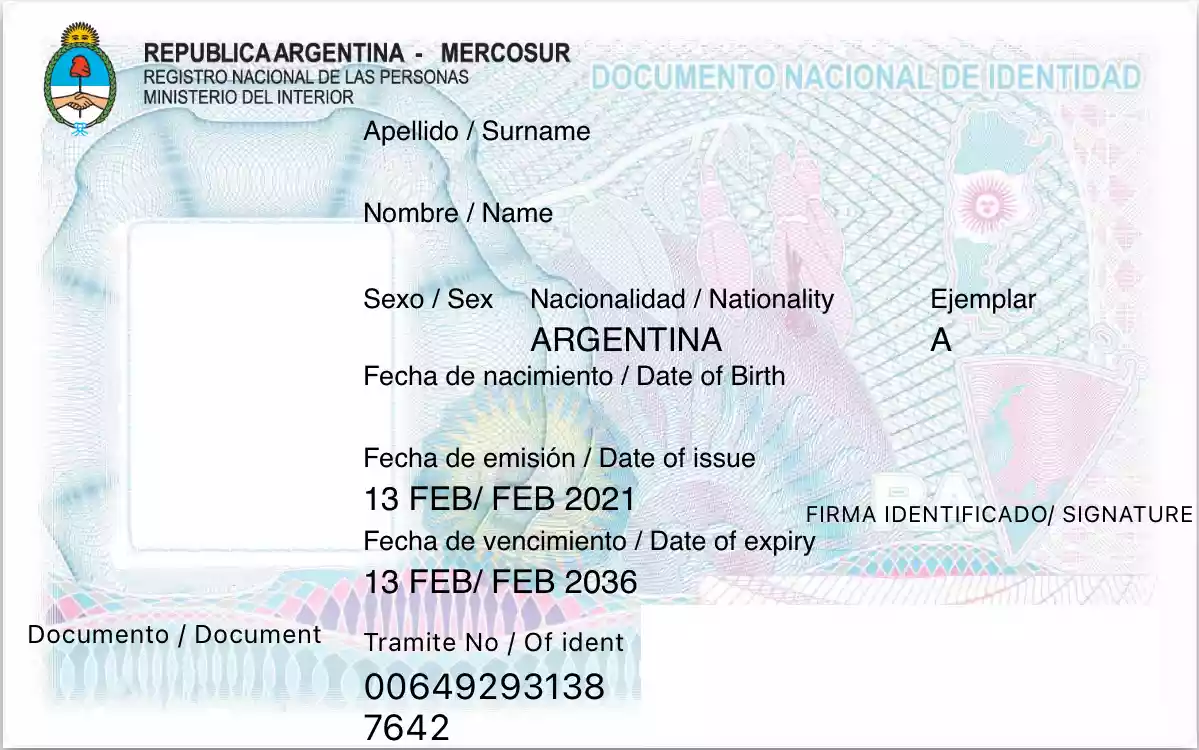 REPUBLICA ARGENTINA - MERCOSUR
REGISTRO NACIONAL DE LAS PERSONAS
MINISTERIO DEL INTERIOR
DOCUMENTO NACIONAL DE IDENTIDAD
Apellido / Surname
Nombre / Name
Sexo / Sex Nacionalidad / Nationality Ejemplar
ARGENTINA A
Fecha de nacimiento / Date of Birth
Fecha de emisión / Date of issue
13 FEB/ FEB 2021
FIRMA IDENTIFICADO/ SIGNATURE
Fecha de vencimiento / Date of expiry
13 FEB/ FEB 2036
Documento / Document
Tramite No / Of ident
00649293138
7642